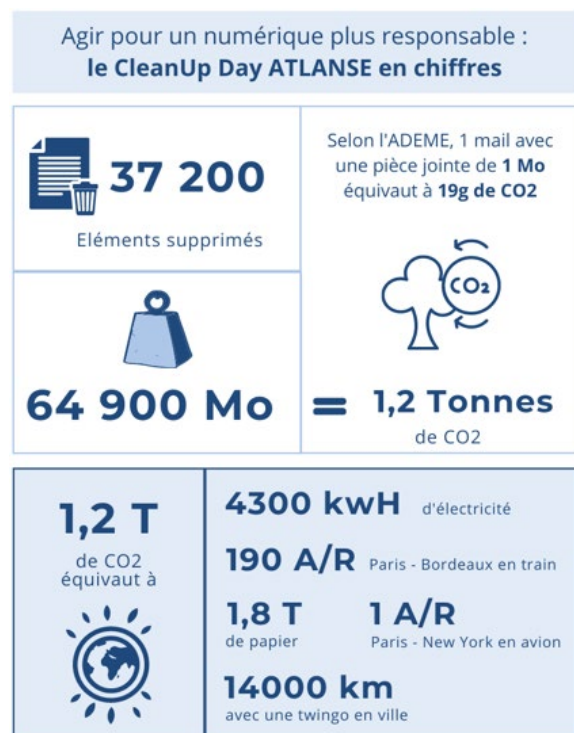 Agir pour un numérique plus responsable :
le CleanUp Day ATLANSE en chiffres
37 200
Eléments supprimés
Selon l'ADEME, 1 mail avec
une pièce jointe de 1 Mo
équivaut à 19g de CO2
CO₂
64 900 Mo
= 1,2 Tonnes
de CO2
1,2 T
de CO2
équivaut à
4300 kwH d'électricité
190 A/R Paris - Bordeaux en train
1,8 T
de papier
1 A/R
Paris - New York en avion
14000 km
avec une twingo en ville